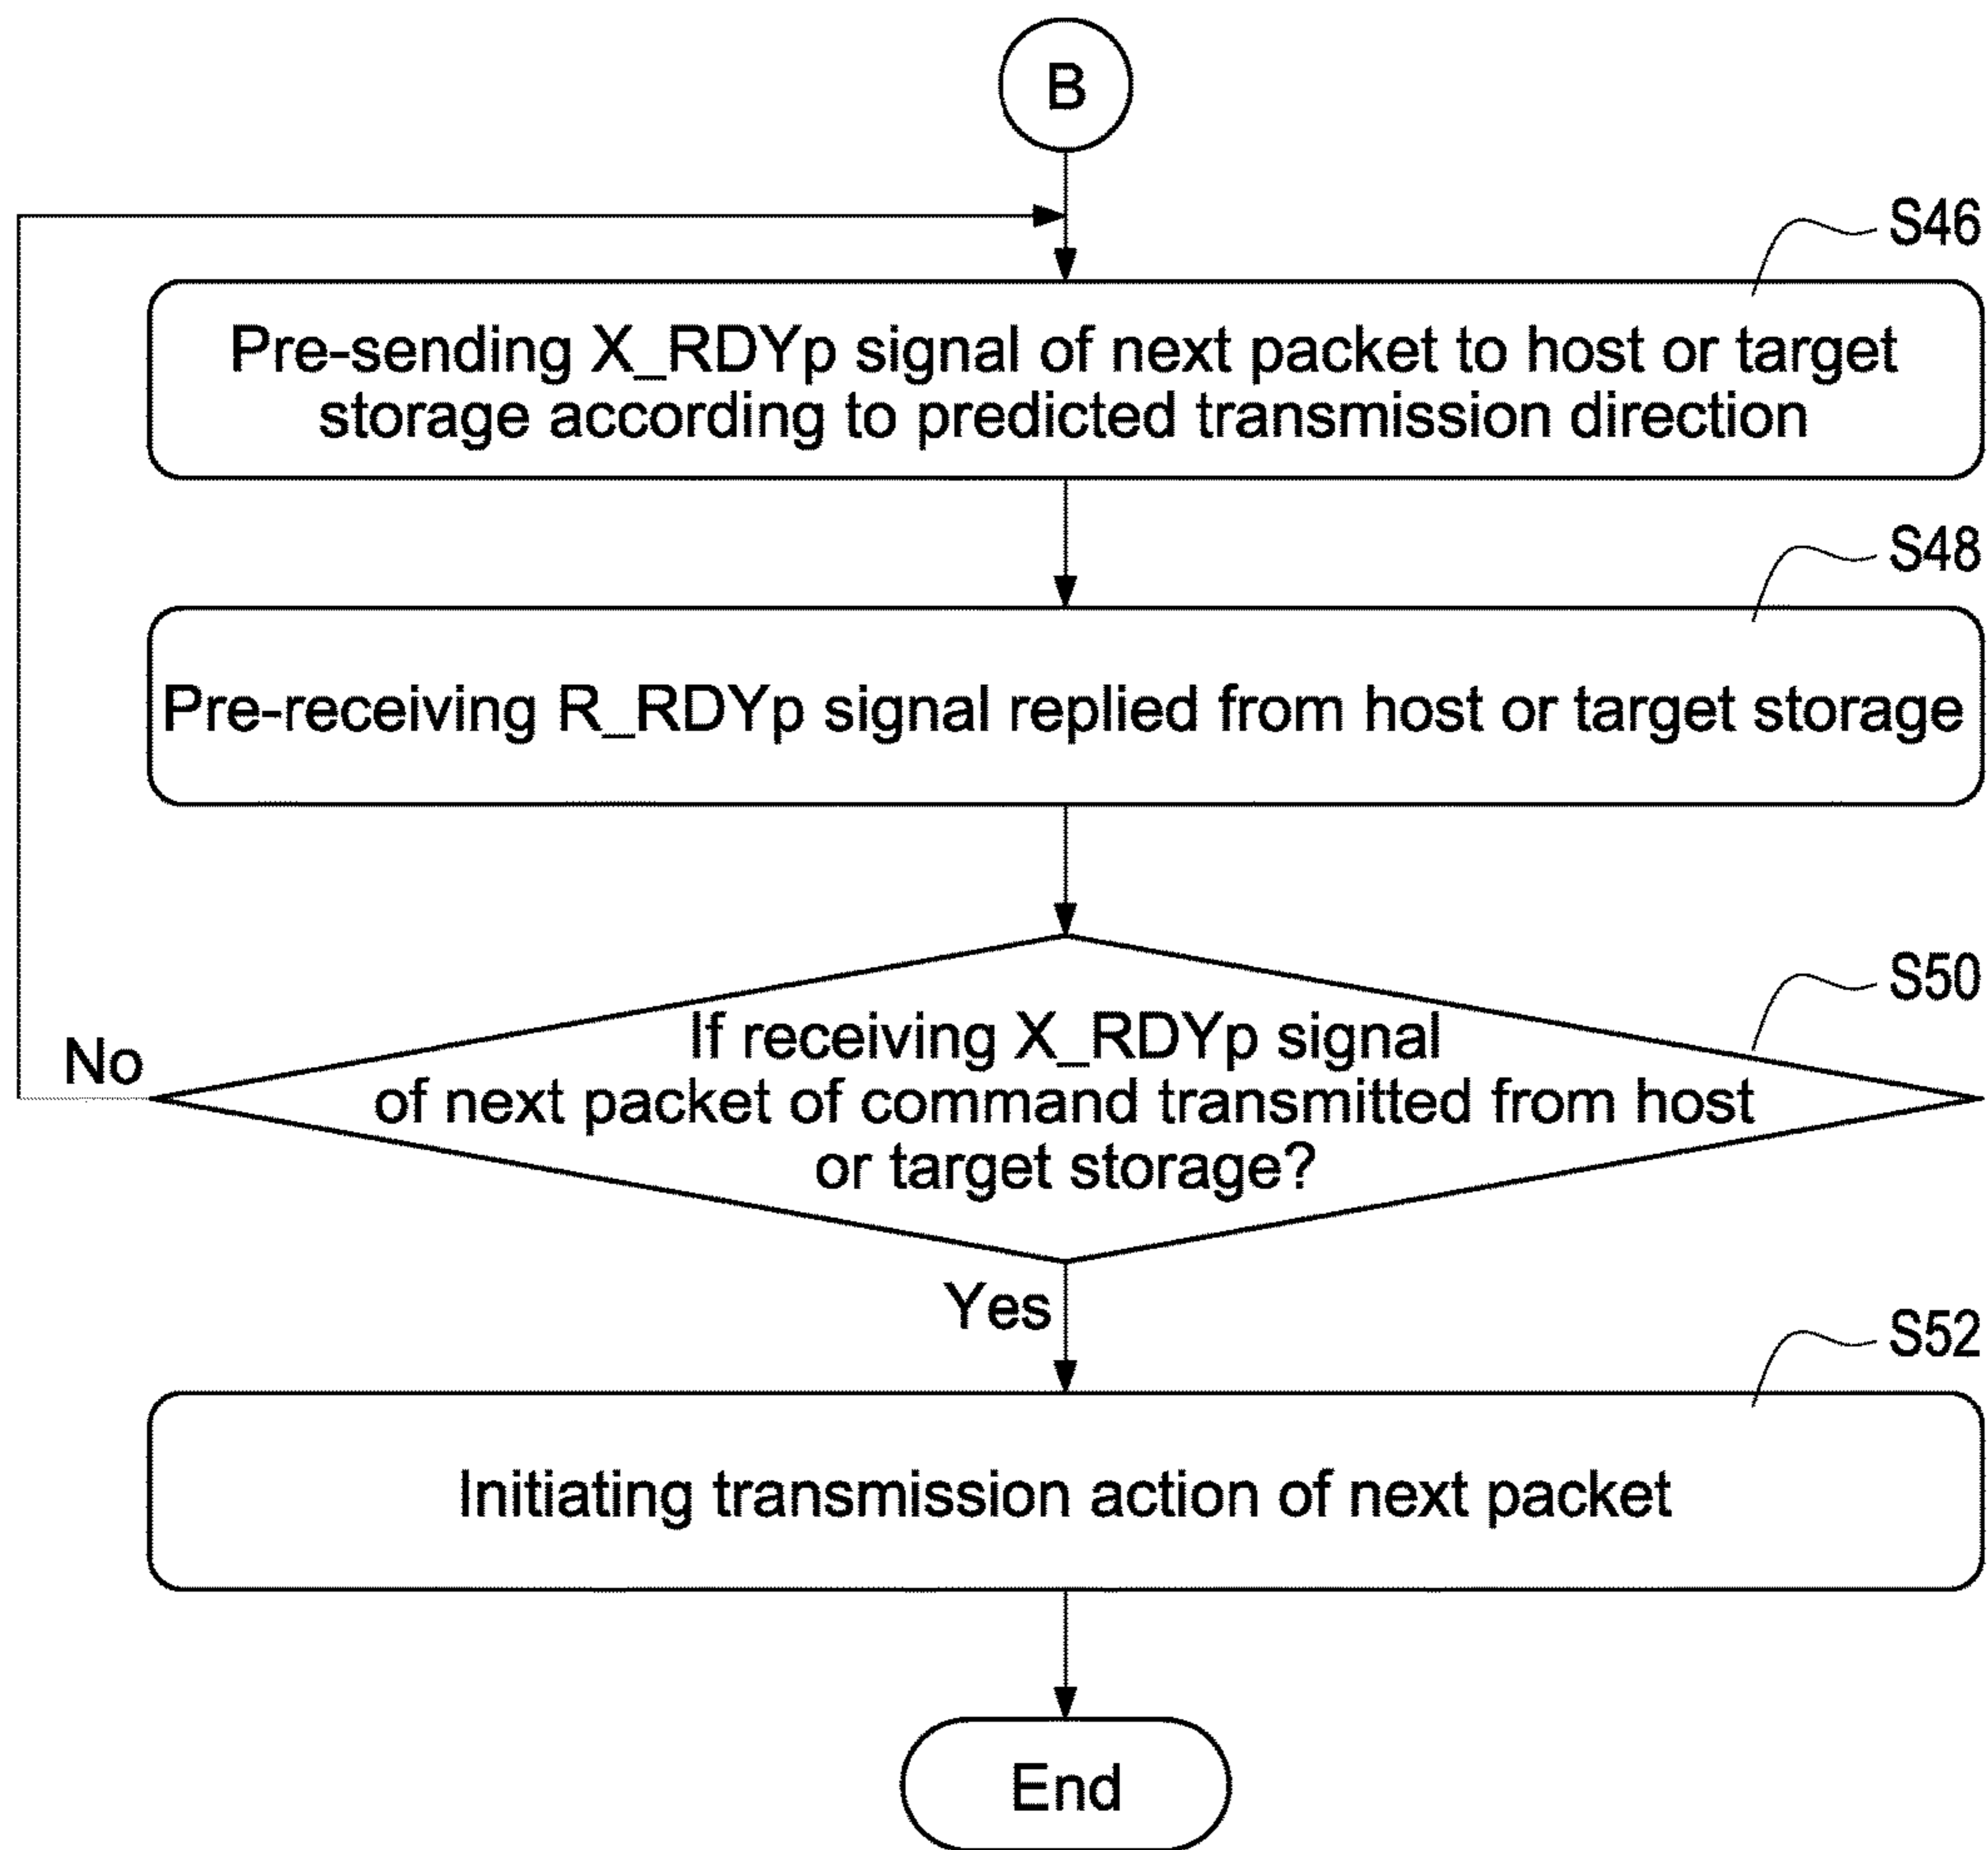 B
S46
Pre-sending X_RDYp signal of next packet to host or target
storage according to predicted transmission direction
S48
Pre-receiving R_RDYp signal replied from host or target storage
S50
If receiving X_RDYp signal
No
of next packet of command transmitted from host
or target storage?
Yes
S52
Initiating transmission action of next packet
End